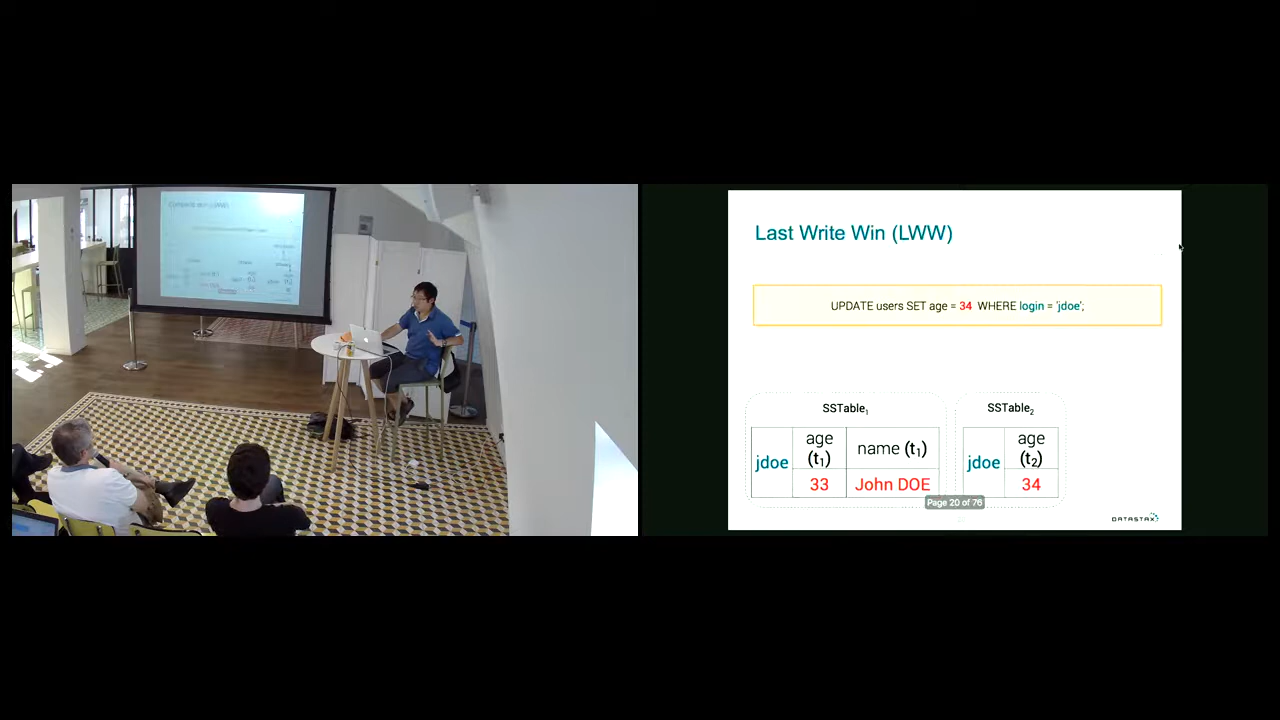 Last Write Win (LWW)
UPDATE users SET age = 34 WHERE login = 'jdoe';
SSTable₁
SSTable₂
jdoe
age (t₁)
name (t₁)
33
John DOE
jdoe
age (t₂)
34
Page 20 of 76
DATASTAX